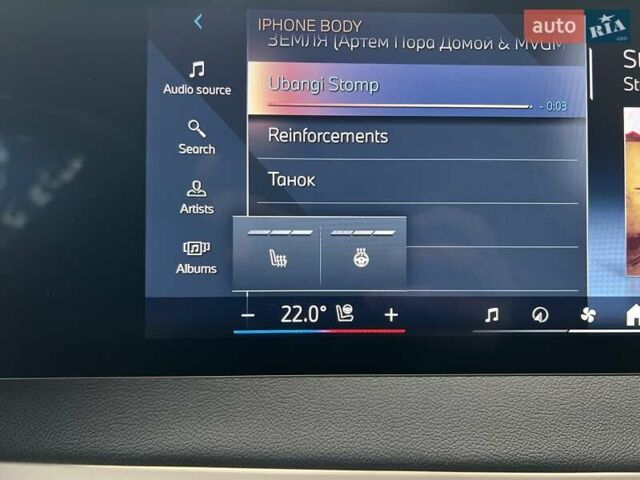 auto RIA .com
IPHONE BODY
ЗЕМЛЯ (Артем Пора Домой & MVGM
Audio source
Ubangi Stomp
- 0:03
Search
Reinforcements
Artists
Танок
Albums
− 22.0° +